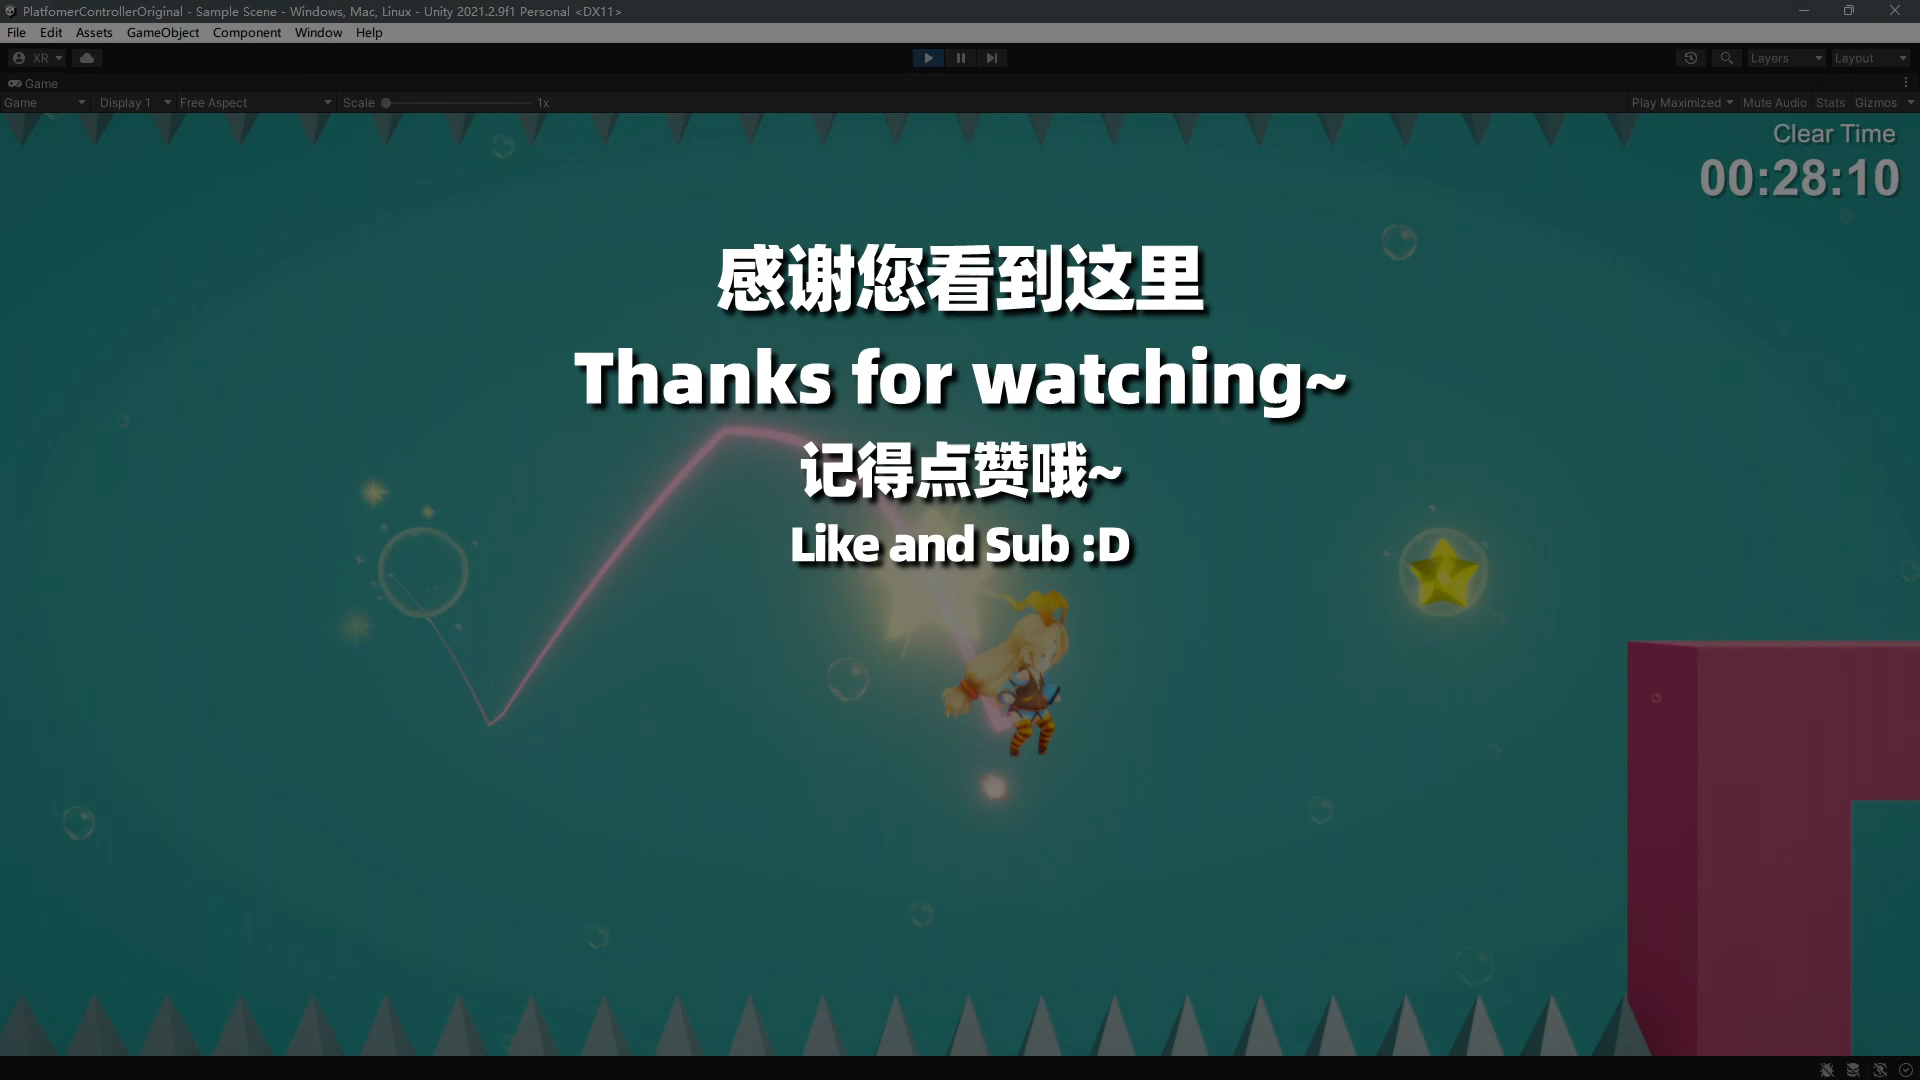 PlatfomerControllerOriginal - Sample Scene - Windows, Mac, Linux - Unity 2021.2.9f1 Personal <DX11>
File Edit Assets GameObject Component Window Help
XR Layers Layout
Game
Game Display 1 Free Aspect Scale 1x Play Maximized Mute Audio Stats Gizmos
Clear Time
00:28:10
感谢您看到这里
Thanks for watching~
记得点赞哦~
Like and Sub :D